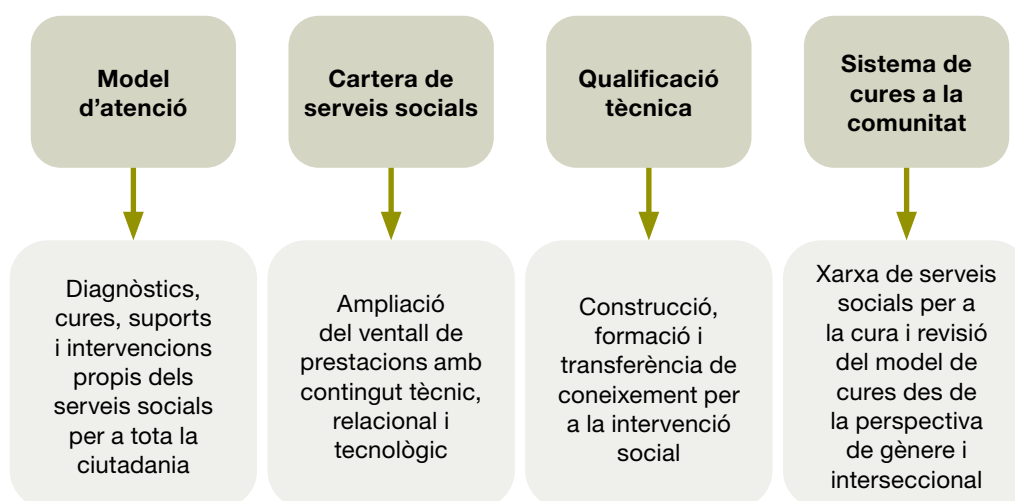 Model
d’atenció
Cartera de
serveis socials
Qualificació
tècnica
Sistema de
cures a la
comunitat
Diagnòstics,
cures, suports
i intervencions
propis dels
serveis socials
per a tota la
ciutadania
Ampliació
del ventall de
prestacions amb
contingut tècnic,
relacional i
tecnològic
Construcció,
formació i
transferència de
coneixement per
a la intervenció
social
Xarxa de serveis
socials per a
la cura i revisió
del model de
cures des de
la perspectiva
de gènere i
interseccional